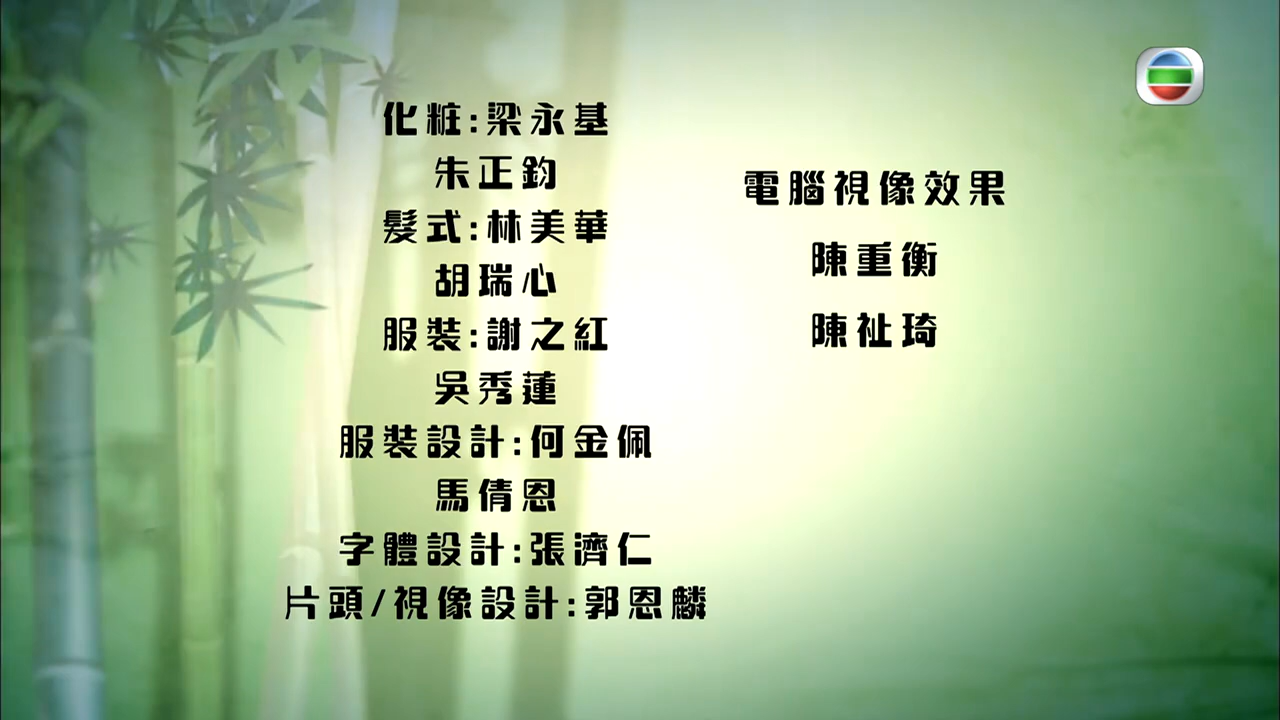 化粧:梁永基
朱正鈞
髮式:林美華
胡瑞心
服裝:謝之紅
吳秀蓮
服裝設計:何金佩
馬倩恩
字體設計:張濟仁
片頭/視像設計:郭恩麟
電腦視像效果
陳重衡
陳祉琦